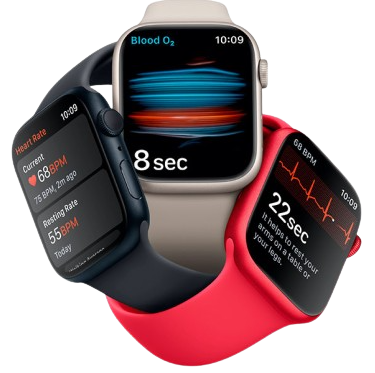 Blood O₂ 10:09
8 sec
10:09
Heart Rate
Current
68BPM
75 BPM, 2m ago
Resting Rate
55BPM
Today
68 BPM 10:09
22sec
It helps to rest your
arms on a table or
your legs.